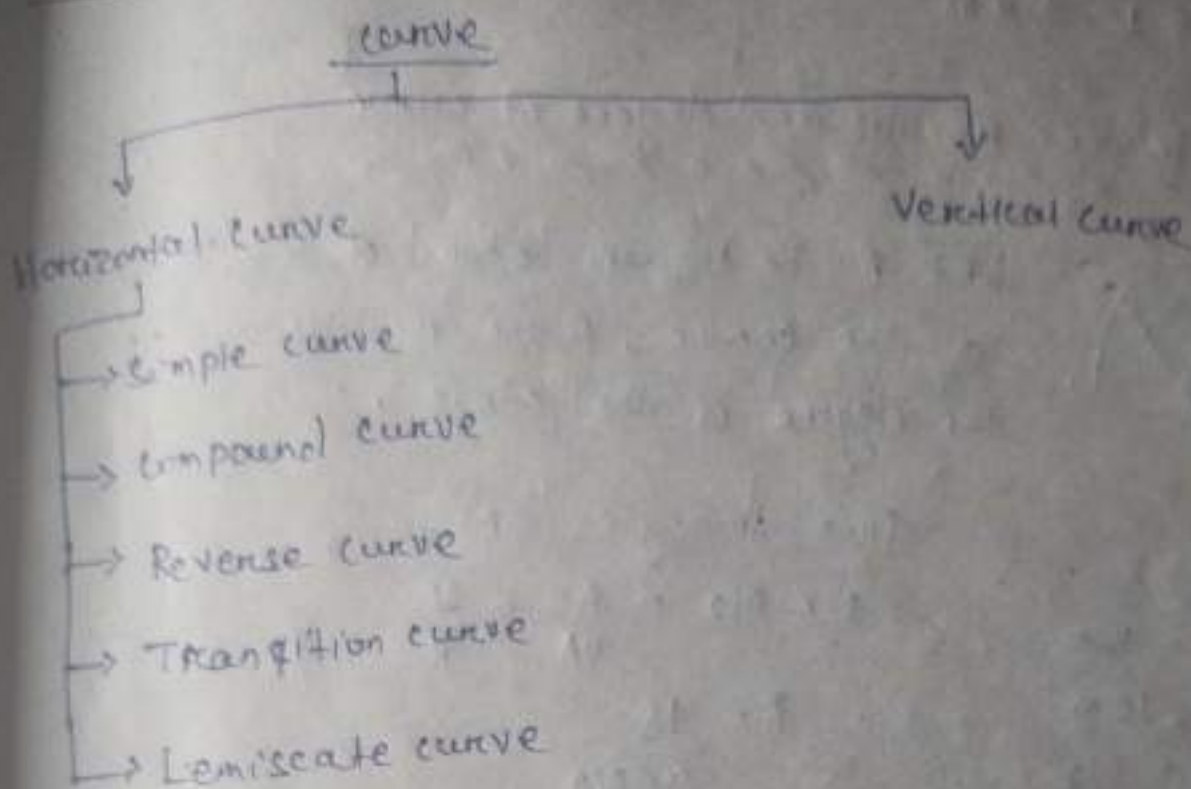 curve
Horizontal curve
Vertical curve
Simple curve
Compound curve
Reverse curve
Transition curve
Lemiscate curve